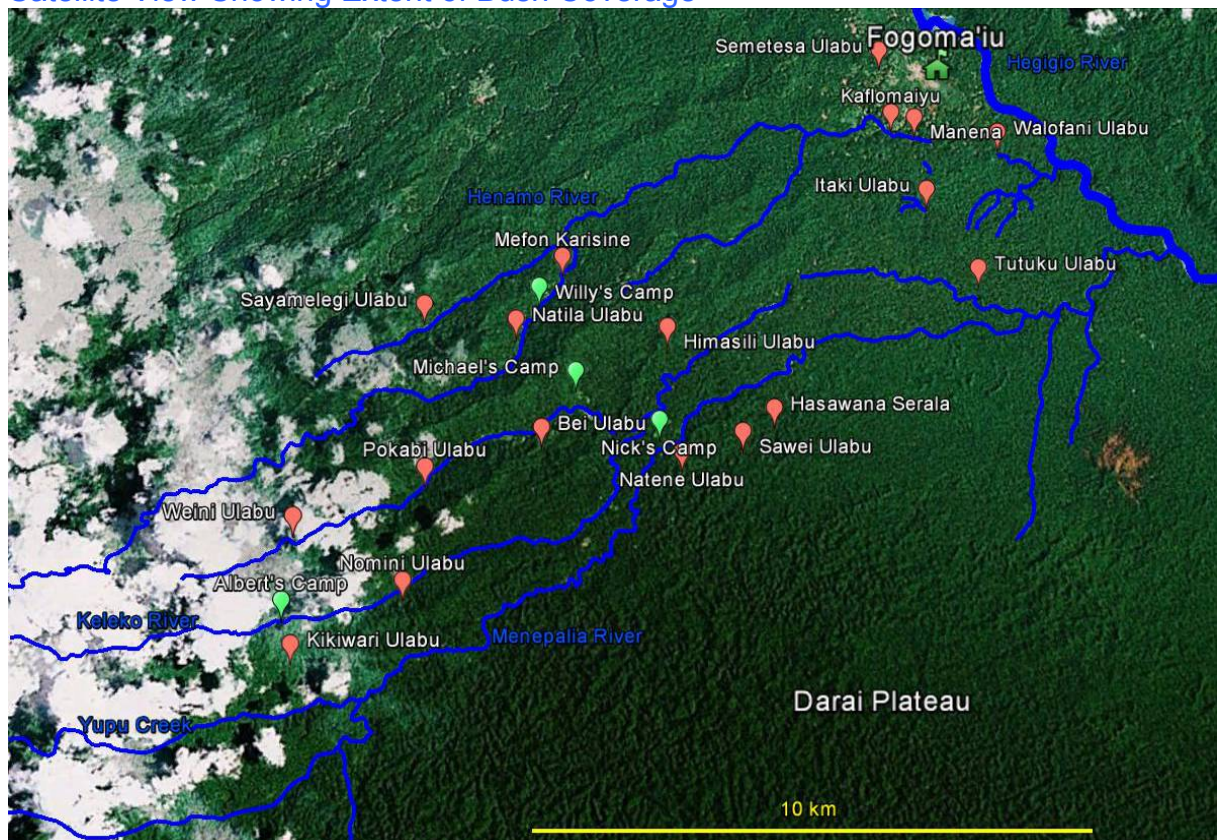 Satellite View Showing Extent of Bush Coverage
Fogoma'iu
Semetesa Ulabu
Hegigio River
Kaflomaiyu
Manena
Walofani Ulabu
Itaki Ulabu
Henamo River
Mefon Karisine
Tutuku Ulabu
Willy's Camp
Sayamelegi Ulabu
Natila Ulabu
Himasili Ulabu
Michael's Camp
Hasawana Serala
Bei Ulabu
Nick's Camp
Sawei Ulabu
Pokabi Ulabu
Natene Ulabu
Weini Ulabu
Nomini Ulabu
Albert's Camp
Keleko River
Menepalia River
Kikiwari Ulabu
Darai Plateau
Yupu Creek
10 km